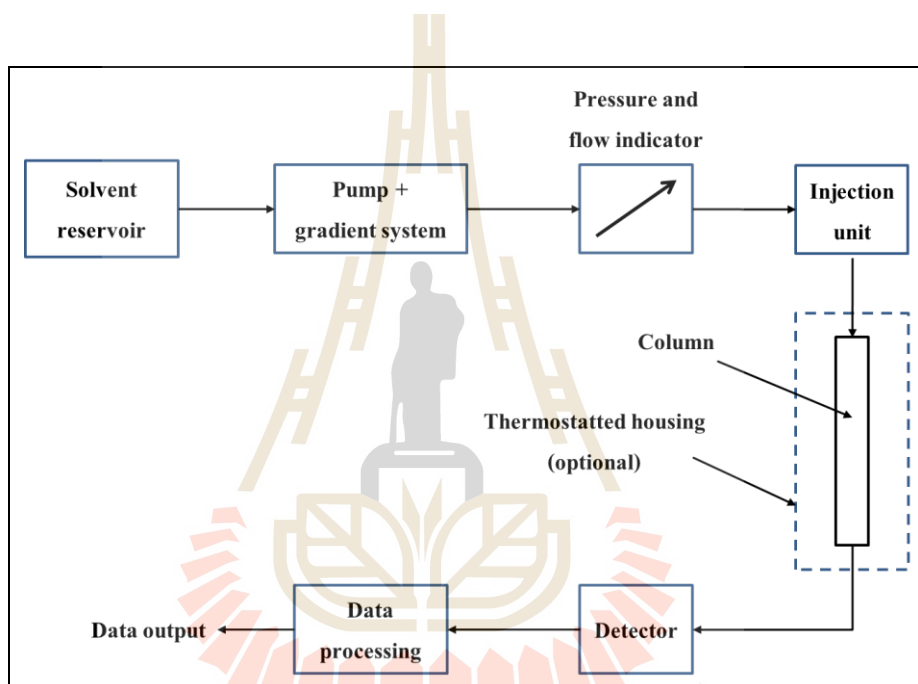 Pressure and
flow indicator
Solvent
reservoir
Pump +
gradient system
Injection
unit
Column
Thermostatted housing
(optional)
Data output
Data
processing
Detector